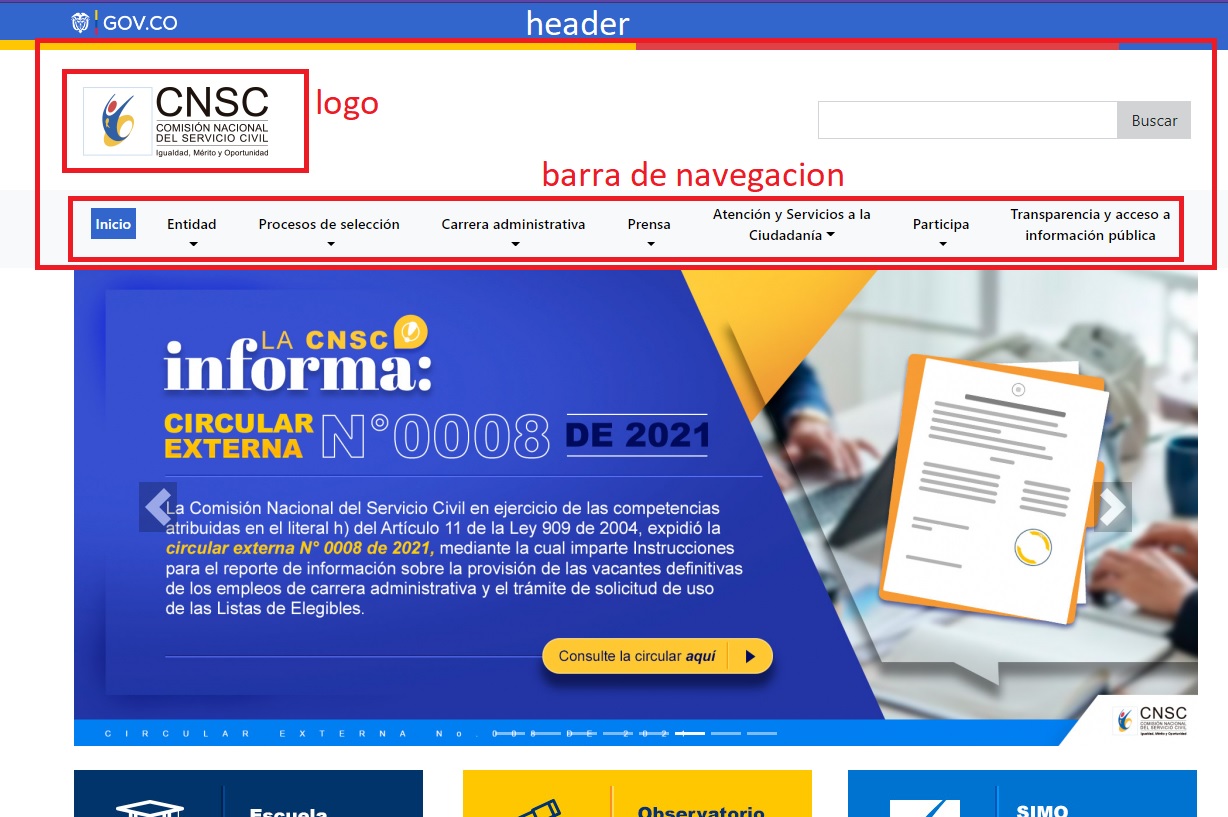 GOV.CO
header
CNSC
COMISIÓN NACIONAL
DEL SERVICIO CIVIL
Igualdad, Mérito y Oportunidad
logo
Buscar
barra de navegacion
Inicio
Entidad
Procesos de selección
Carrera administrativa
Prensa
Atención y Servicios a la
Ciudadanía
Participa
Transparencia y acceso a
información pública
LA CNSC
informa:
CIRCULAR
EXTERNA
N°0008
DE 2021
La Comisión Nacional del Servicio Civil en ejercicio de las competencias
atribuidas en el literal h) del Artículo 11 de la Ley 909 de 2004, expidió la
circular externa N° 0008 de 2021, mediante la cual imparte Instrucciones
para el reporte de información sobre la provisión de las vacantes definitivas
de los empleos de carrera administrativa y el trámite de solicitud de uso
de las Listas de Elegibles.
Consulte la circular aquí
CIRCULAR EXTERNA No 008 DE 2021
CNSC
COMISIÓN NACIONAL
DEL SERVICIO CIVIL
Igualdad, Mérito y Oportunidad
Escuela
Observatorio
SIMO